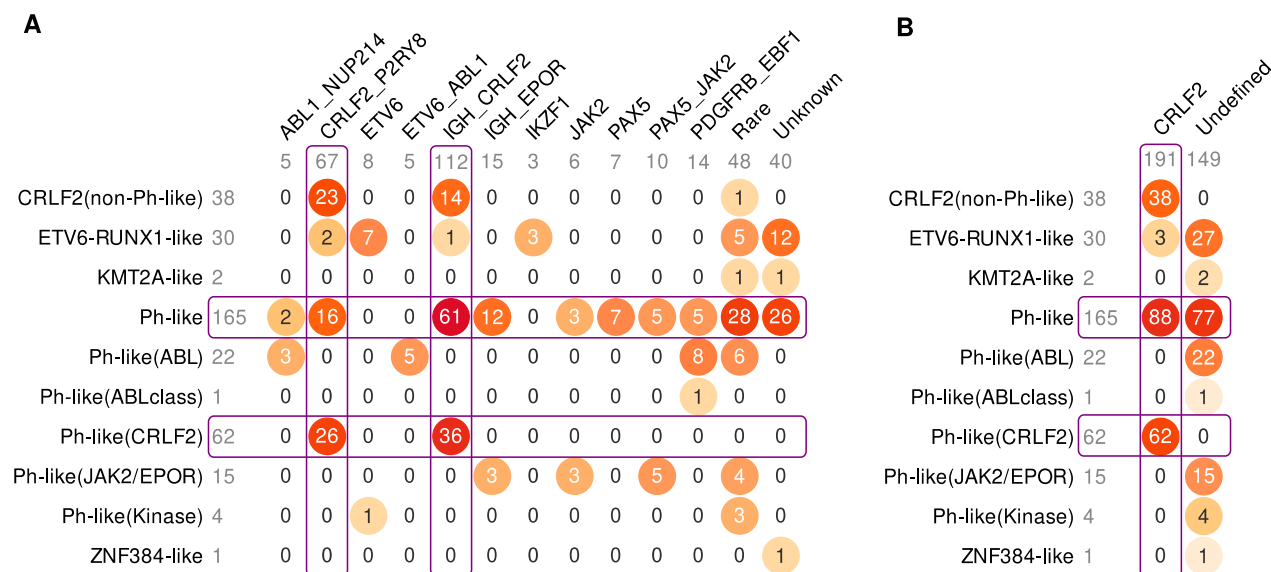 A B
ABL1_NUP214 CRLF2_P2RY8 ETV6 ETV6_ABL1 IGH_CRLF2 IGH_EPOR IKZF1 JAK2 PAX5 PAX5_JAK2 PDGFRB_EBF1 Rare Unknown CRLF2 Undefined
5 67 8 5 112 15 3 6 7 10 14 48 40 191 149
CRLF2(non-Ph-like) 38 0 23 0 0 14 0 0 0 0 0 0 1 0 CRLF2(non-Ph-like) 38 38 0
ETV6-RUNX1-like 30 0 2 7 0 1 0 3 0 0 0 0 5 12 ETV6-RUNX1-like 30 3 27
KMT2A-like 2 0 0 0 0 0 0 0 0 0 0 0 1 1 KMT2A-like 2 0 2
Ph-like 165 2 16 0 0 61 12 0 3 7 5 5 28 26 Ph-like 165 88 77
Ph-like(ABL) 22 3 0 0 5 0 0 0 0 0 0 8 6 0 Ph-like(ABL) 22 0 22
Ph-like(ABLclass) 1 0 0 0 0 0 0 0 0 0 0 1 0 0 Ph-like(ABLclass) 1 0 1
Ph-like(CRLF2) 62 0 26 0 0 36 0 0 0 0 0 0 0 0 Ph-like(CRLF2) 62 62 0
Ph-like(JAK2/EPOR) 15 0 0 0 0 0 3 0 3 0 5 0 4 0 Ph-like(JAK2/EPOR) 15 0 15
Ph-like(Kinase) 4 0 0 1 0 0 0 0 0 0 0 0 3 0 Ph-like(Kinase) 4 0 4
ZNF384-like 1 0 0 0 0 0 0 0 0 0 0 0 0 1 ZNF384-like 1 0 1